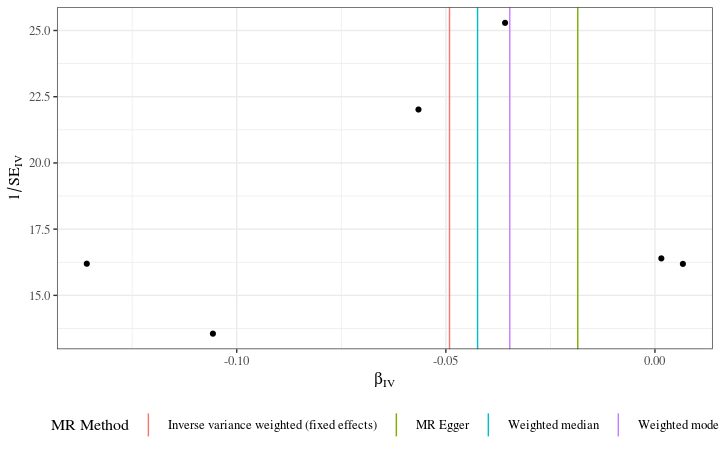 25.0
22.5
20.0
17.5
15.0
1/SE_IV
-0.10 -0.05 0.00
β_IV
MR Method Inverse variance weighted (fixed effects) MR Egger Weighted median Weighted mode